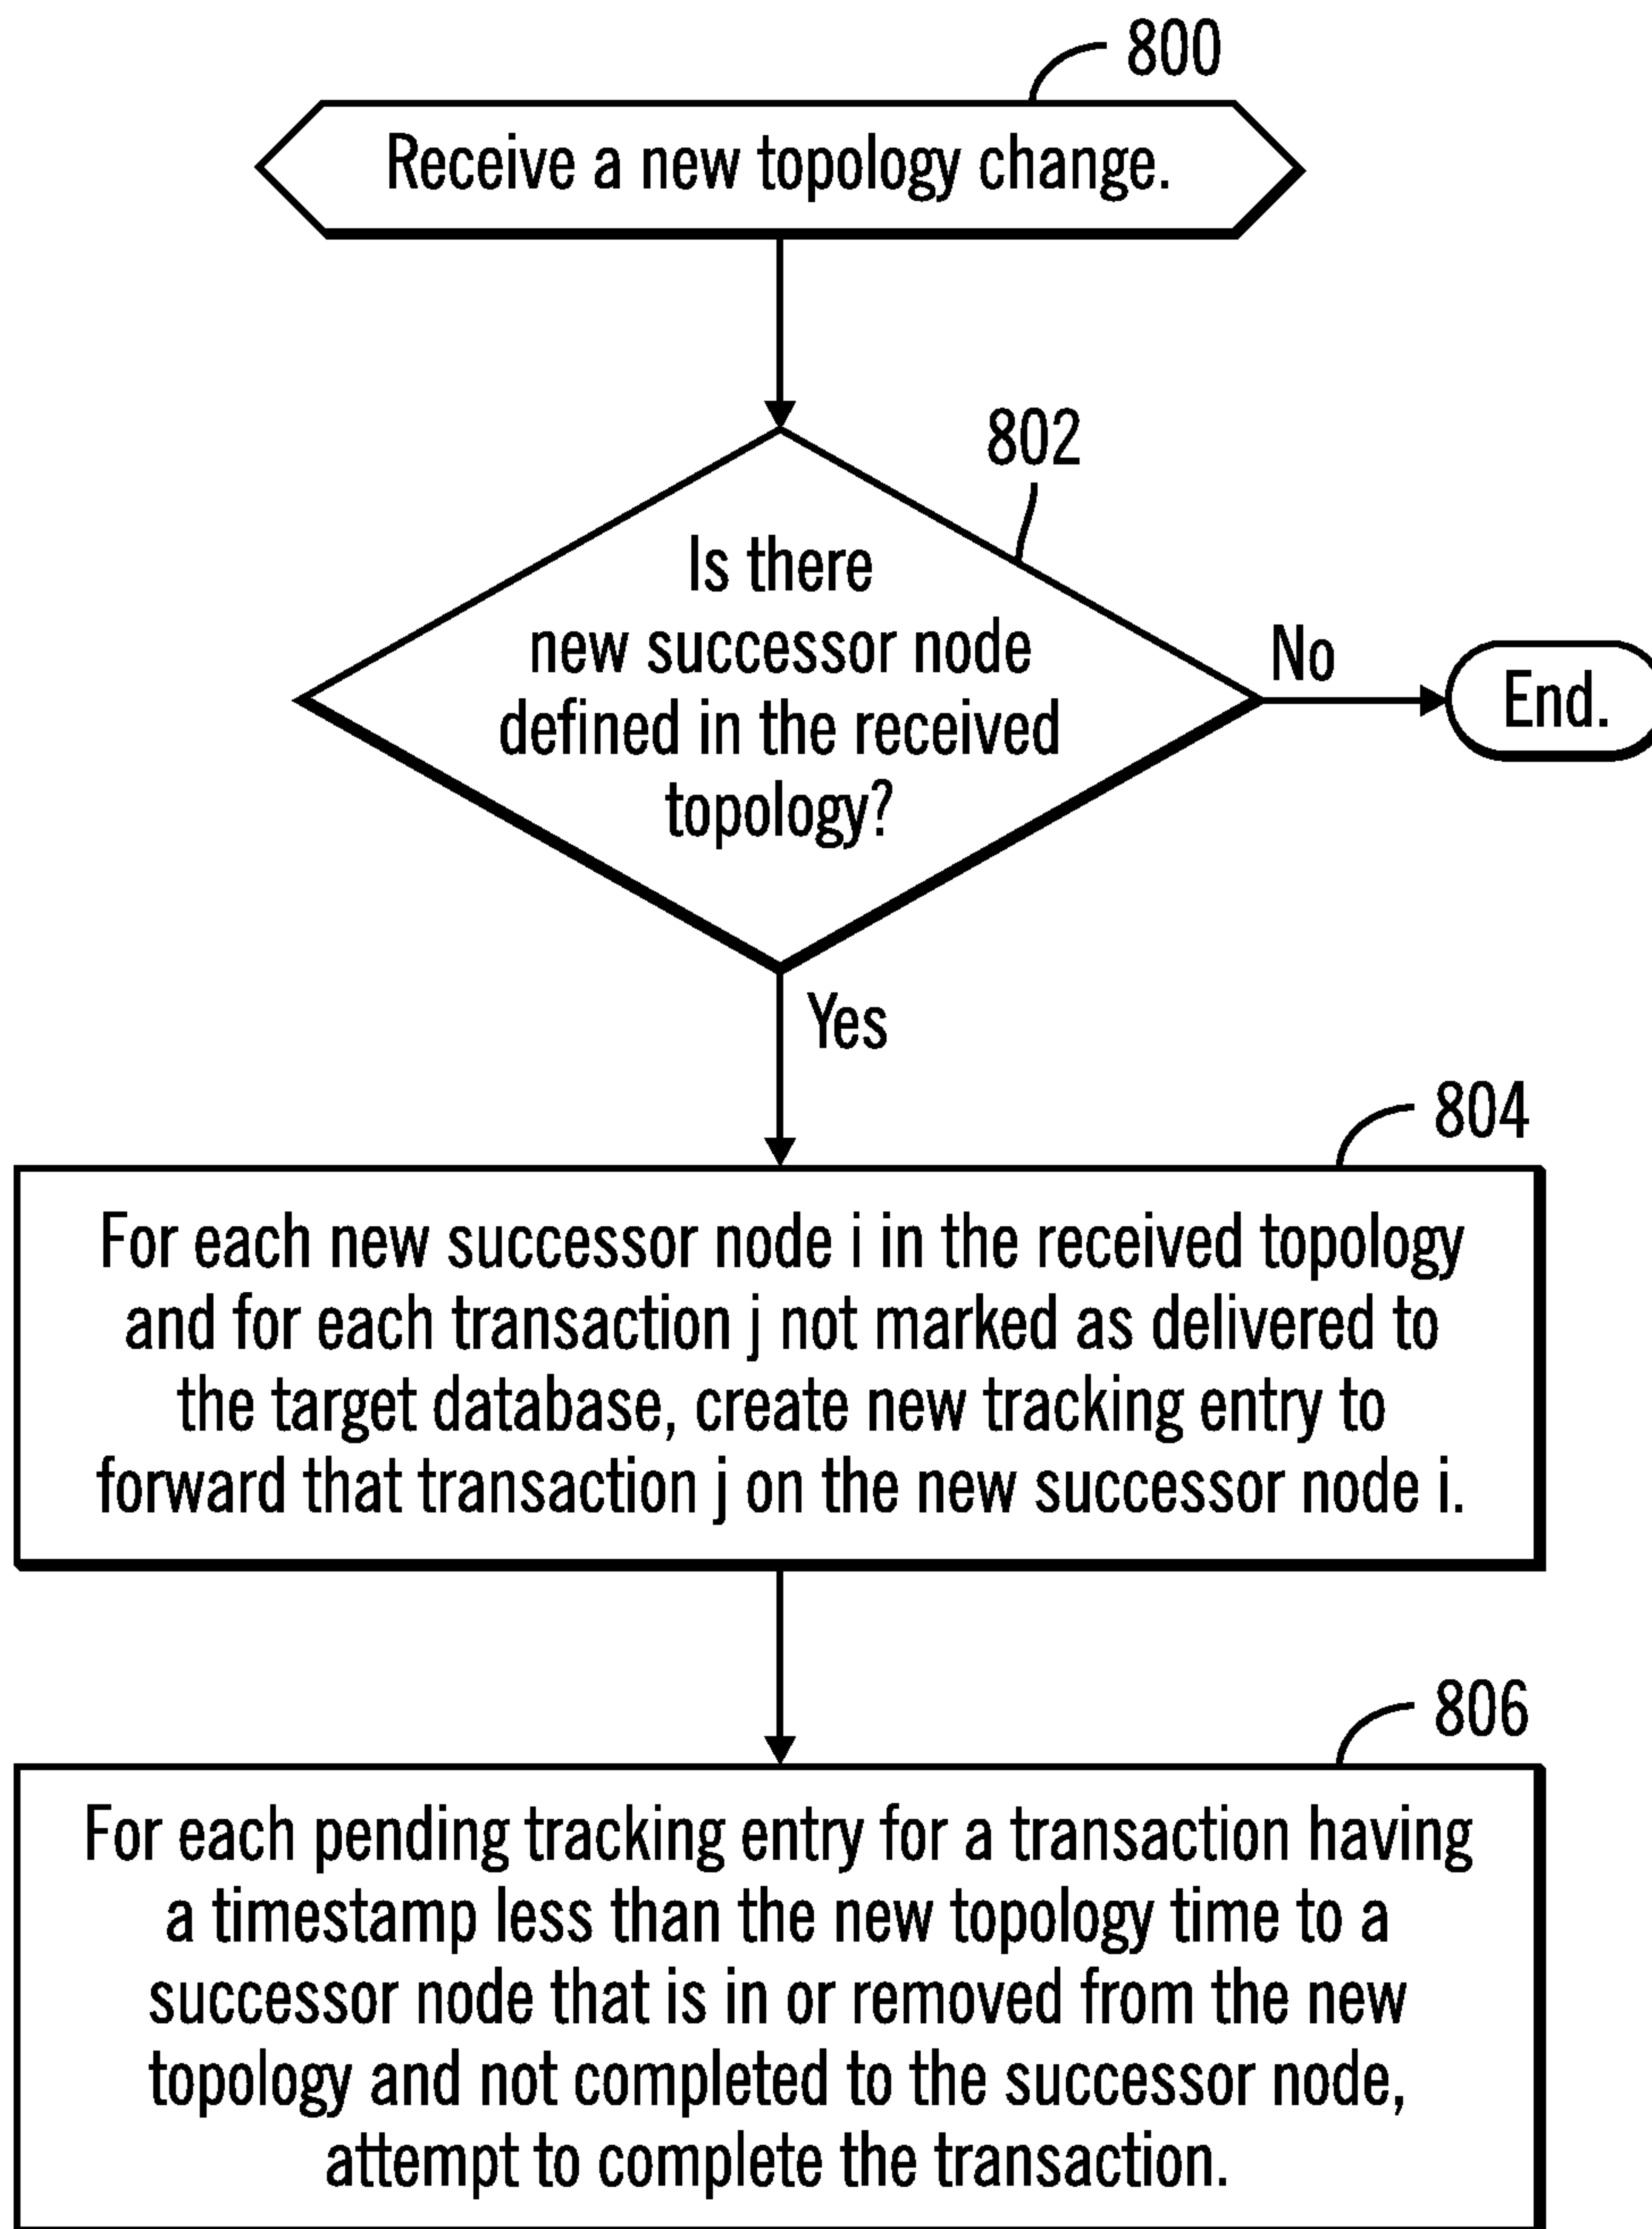 800
Receive a new topology change.
802
Is there
new successor node
defined in the received
topology?
No
End.
Yes
804
For each new successor node i in the received topology
and for each transaction j not marked as delivered to
the target database, create new tracking entry to
forward that transaction j on the new successor node i.
806
For each pending tracking entry for a transaction having
a timestamp less than the new topology time to a
successor node that is in or removed from the new
topology and not completed to the successor node,
attempt to complete the transaction.